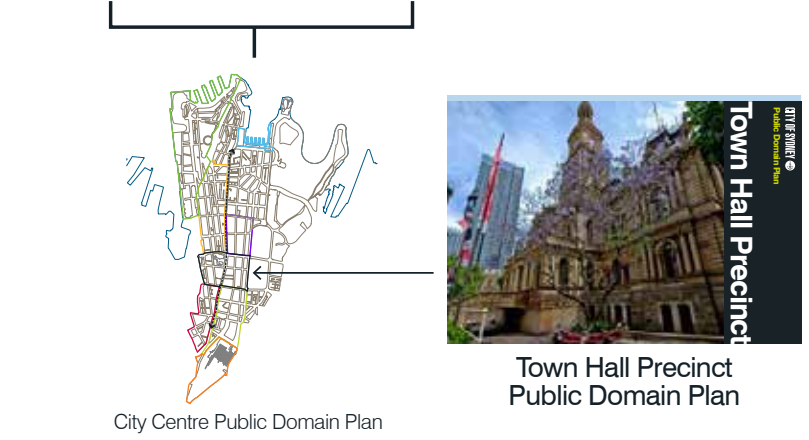 CITY OF SYDNEY
Public Domain Plan
Town Hall Precinct
Town Hall Precinct
Public Domain Plan
City Centre Public Domain Plan